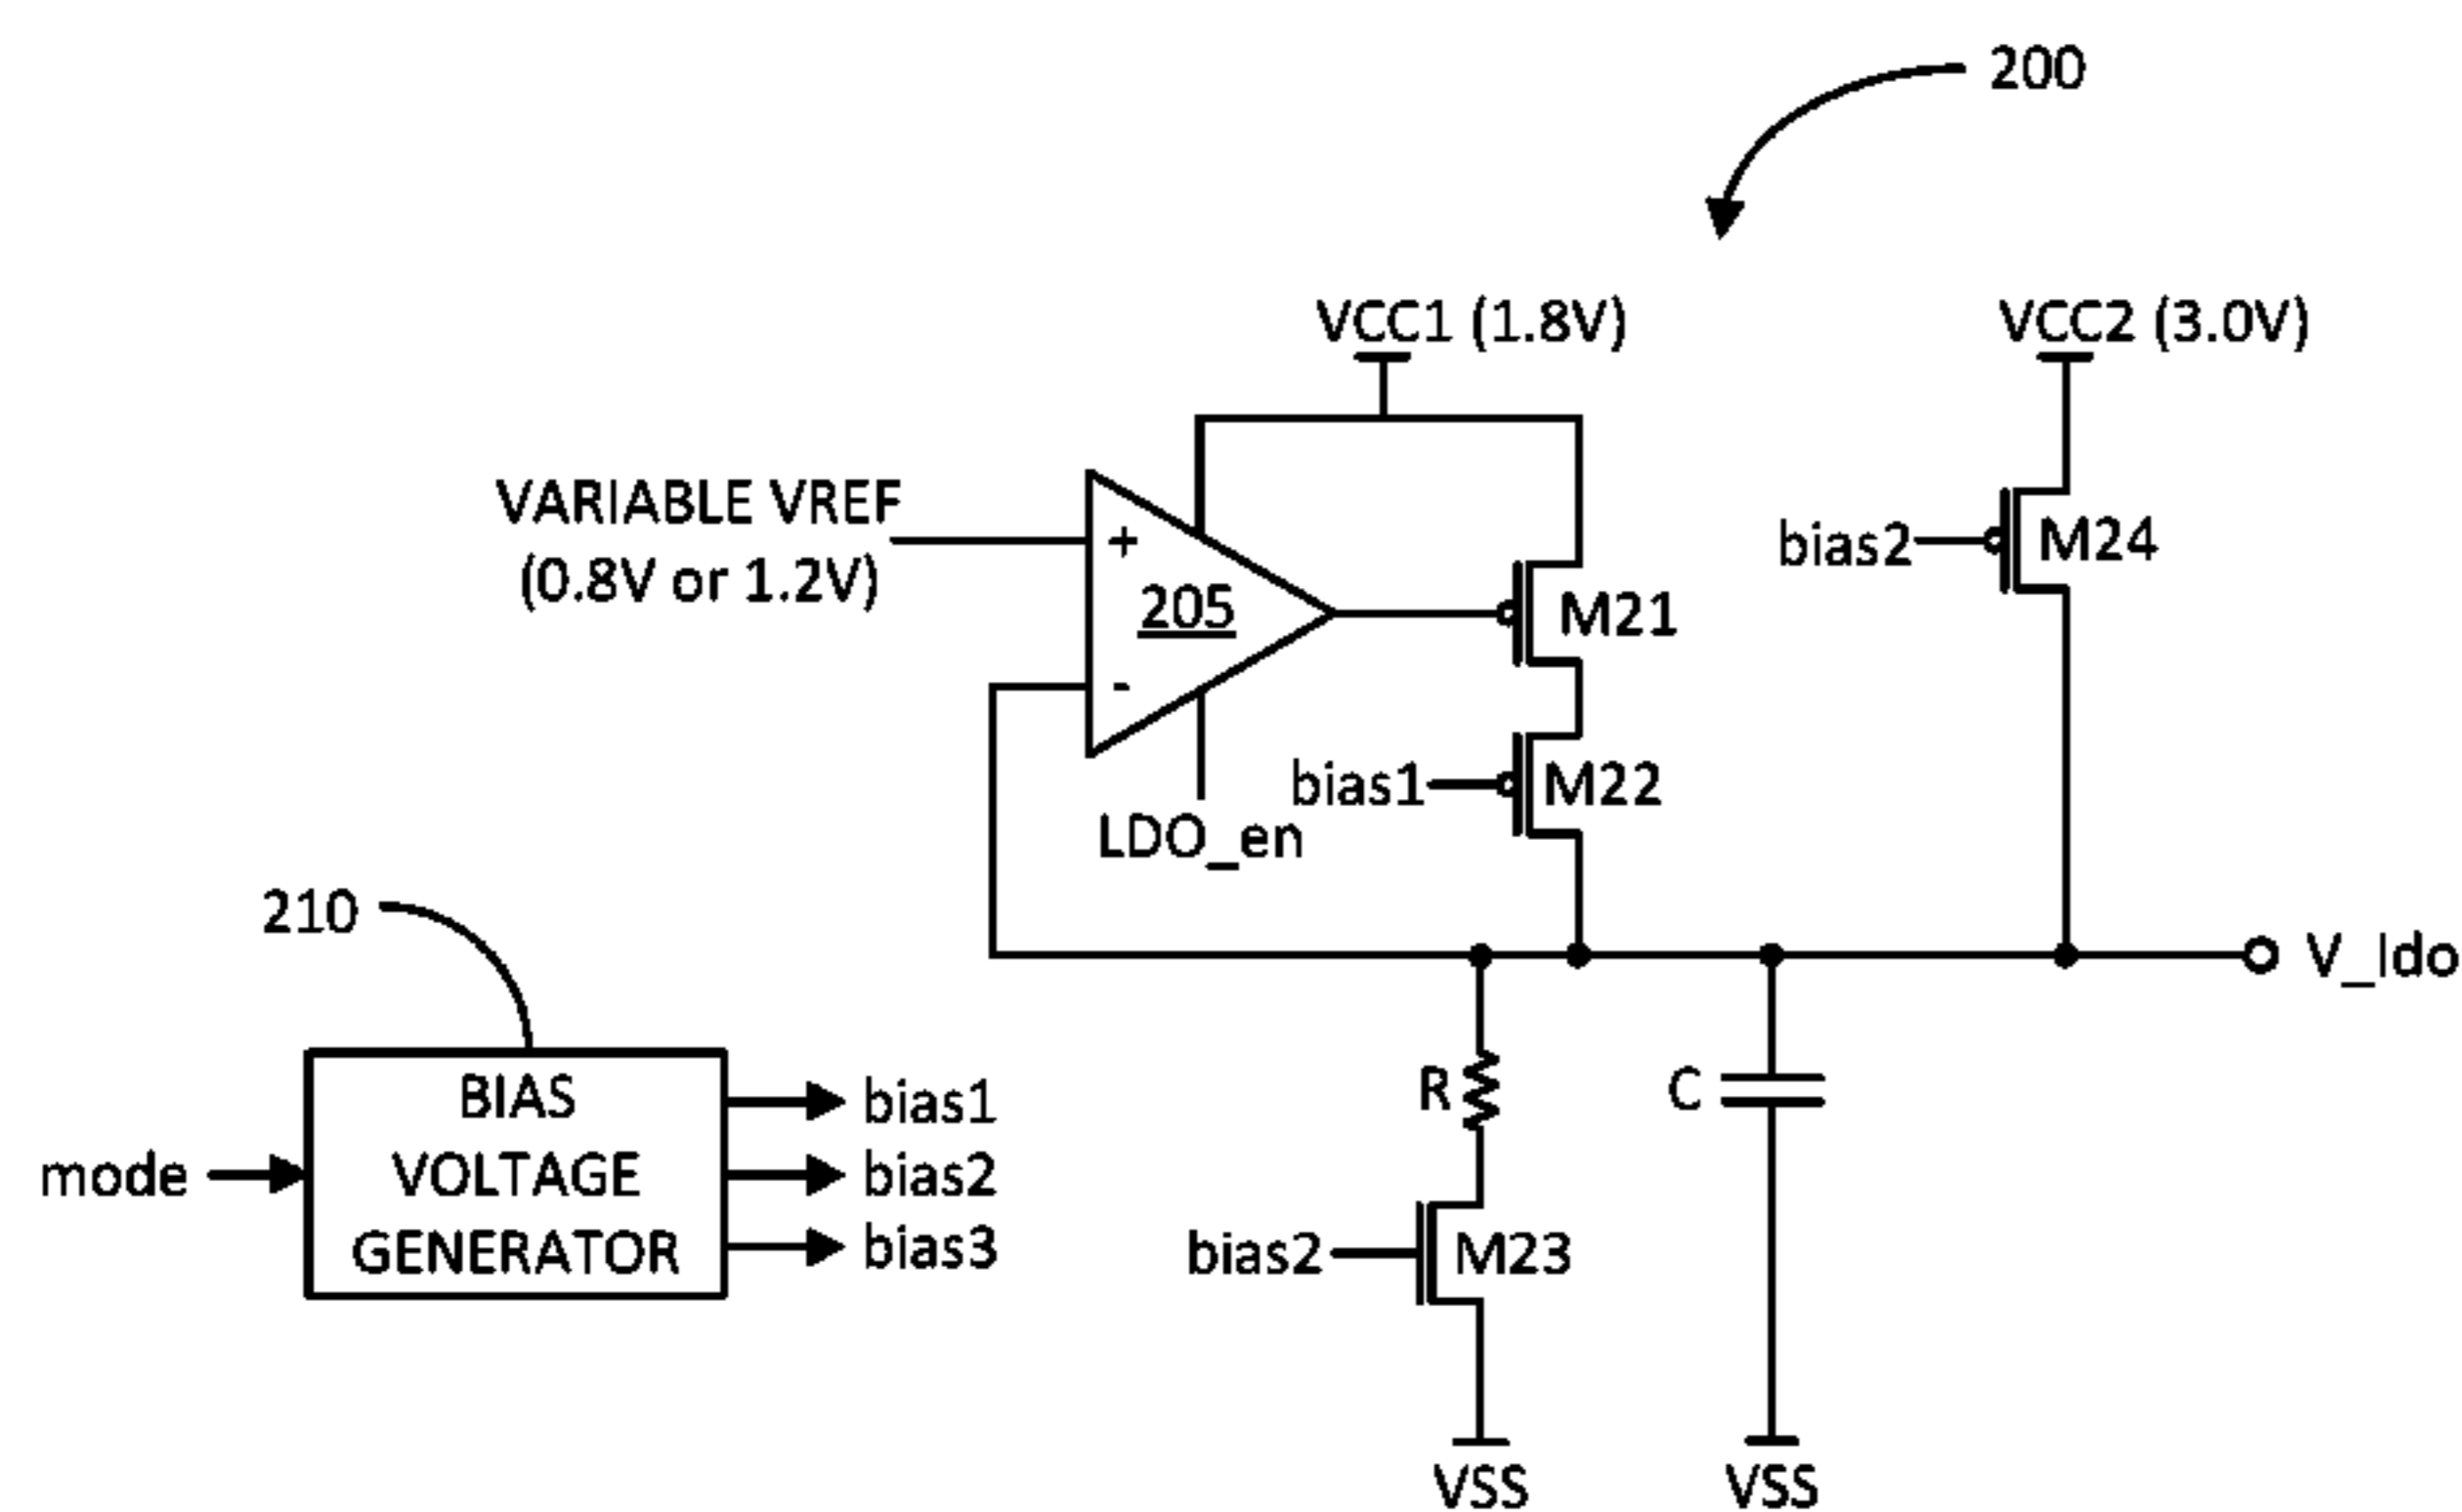 200
VCC1 (1.8V)
VCC2 (3.0V)
VARIABLE VREF
(0.8V or 1.2V)
+
205
-
M21
bias2
M24
bias1
M22
LDO_en
210
V_ldo
BIAS
VOLTAGE
GENERATOR
mode
bias1
bias2
bias3
R
C
bias2
M23
VSS
VSS